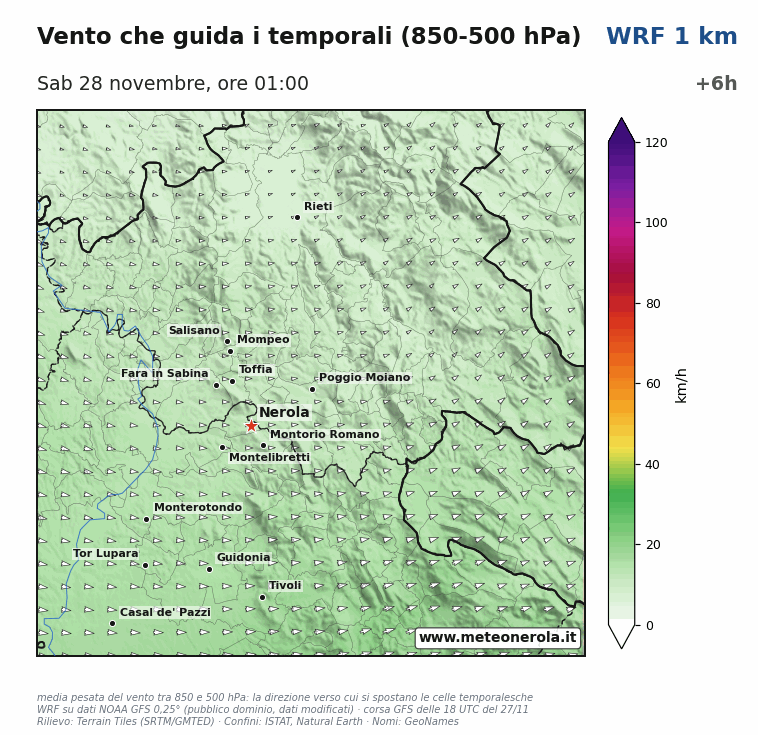 Vento che guida i temporali (850-500 hPa) WRF 1 km
Sab 28 novembre, ore 01:00 +6h
Rieti
Salisano
Mompeo
Toffia
Fara in Sabina
Poggio Moiano
Nerola
Montorio Romano
Montelibretti
Monterotondo
Tor Lupara
Guidonia
Tivoli
Casal de' Pazzi
www.meteonerola.it
120
100
80
60
40
20
0
km/h
media pesata del vento tra 850 e 500 hPa: la direzione verso cui si spostano le celle temporalesche
WRF su dati NOAA GFS 0,25° (pubblico dominio, dati modificati) · corsa GFS delle 18 UTC del 27/11
Rilievo: Terrain Tiles (SRTM/GMTED) · Confini: ISTAT, Natural Earth · Nomi: GeoNames